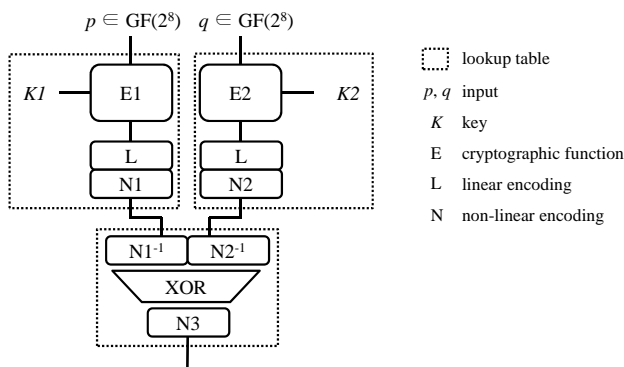 p ∈ GF(2⁸) q ∈ GF(2⁸)
K1 E1 E2 K2
L L
N1 N2
N1⁻¹ N2⁻¹
XOR
N3
lookup table
p, q input
K key
E cryptographic function
L linear encoding
N non-linear encoding